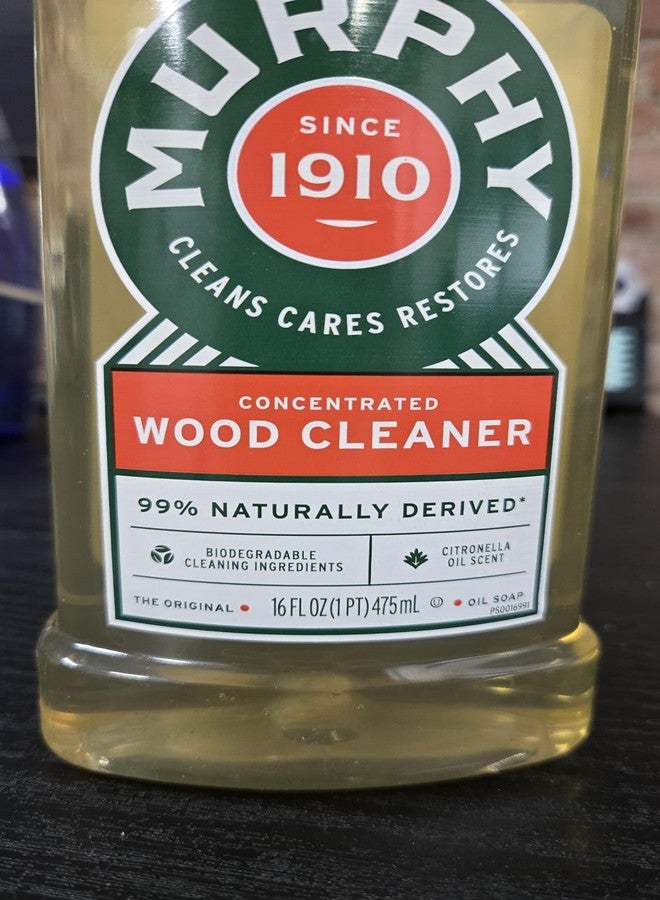 MURPHY
SINCE
1910
CLEANS CARES RESTORES
CONCENTRATED
WOOD CLEANER
99% NATURALLY DERIVED*
BIODEGRADABLE
CLEANING INGREDIENTS
CITRONELLA
OIL SCENT
THE ORIGINAL • 16 FL OZ (1 PT) 475 mL Ⓤ • OIL SOAP
PS0016991